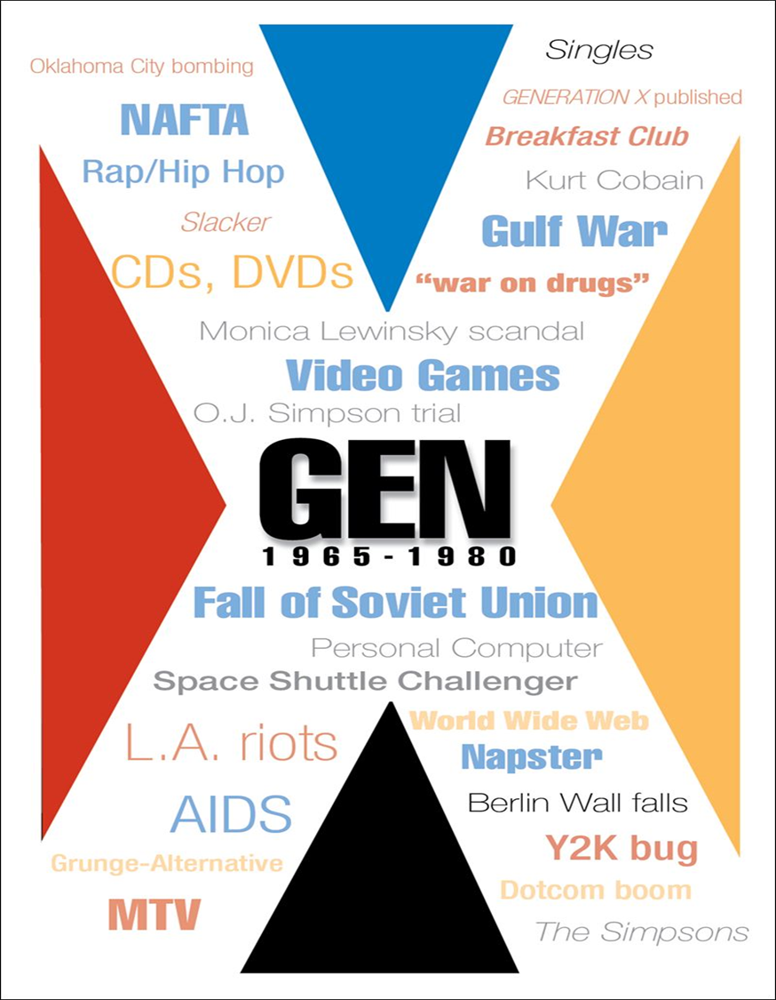 Singles
Oklahoma City bombing
GENERATION X published
NAFTA
Breakfast Club
Rap/Hip Hop
Kurt Cobain
Slacker
Gulf War
CDs, DVDs
“war on drugs”
Monica Lewinsky scandal
Video Games
O.J. Simpson trial
GEN
1965-1980
Fall of Soviet Union
Personal Computer
Space Shuttle Challenger
World Wide Web
L.A. riots
Napster
Berlin Wall falls
AIDS
Y2K bug
Grunge-Alternative
Dotcom boom
MTV
The Simpsons